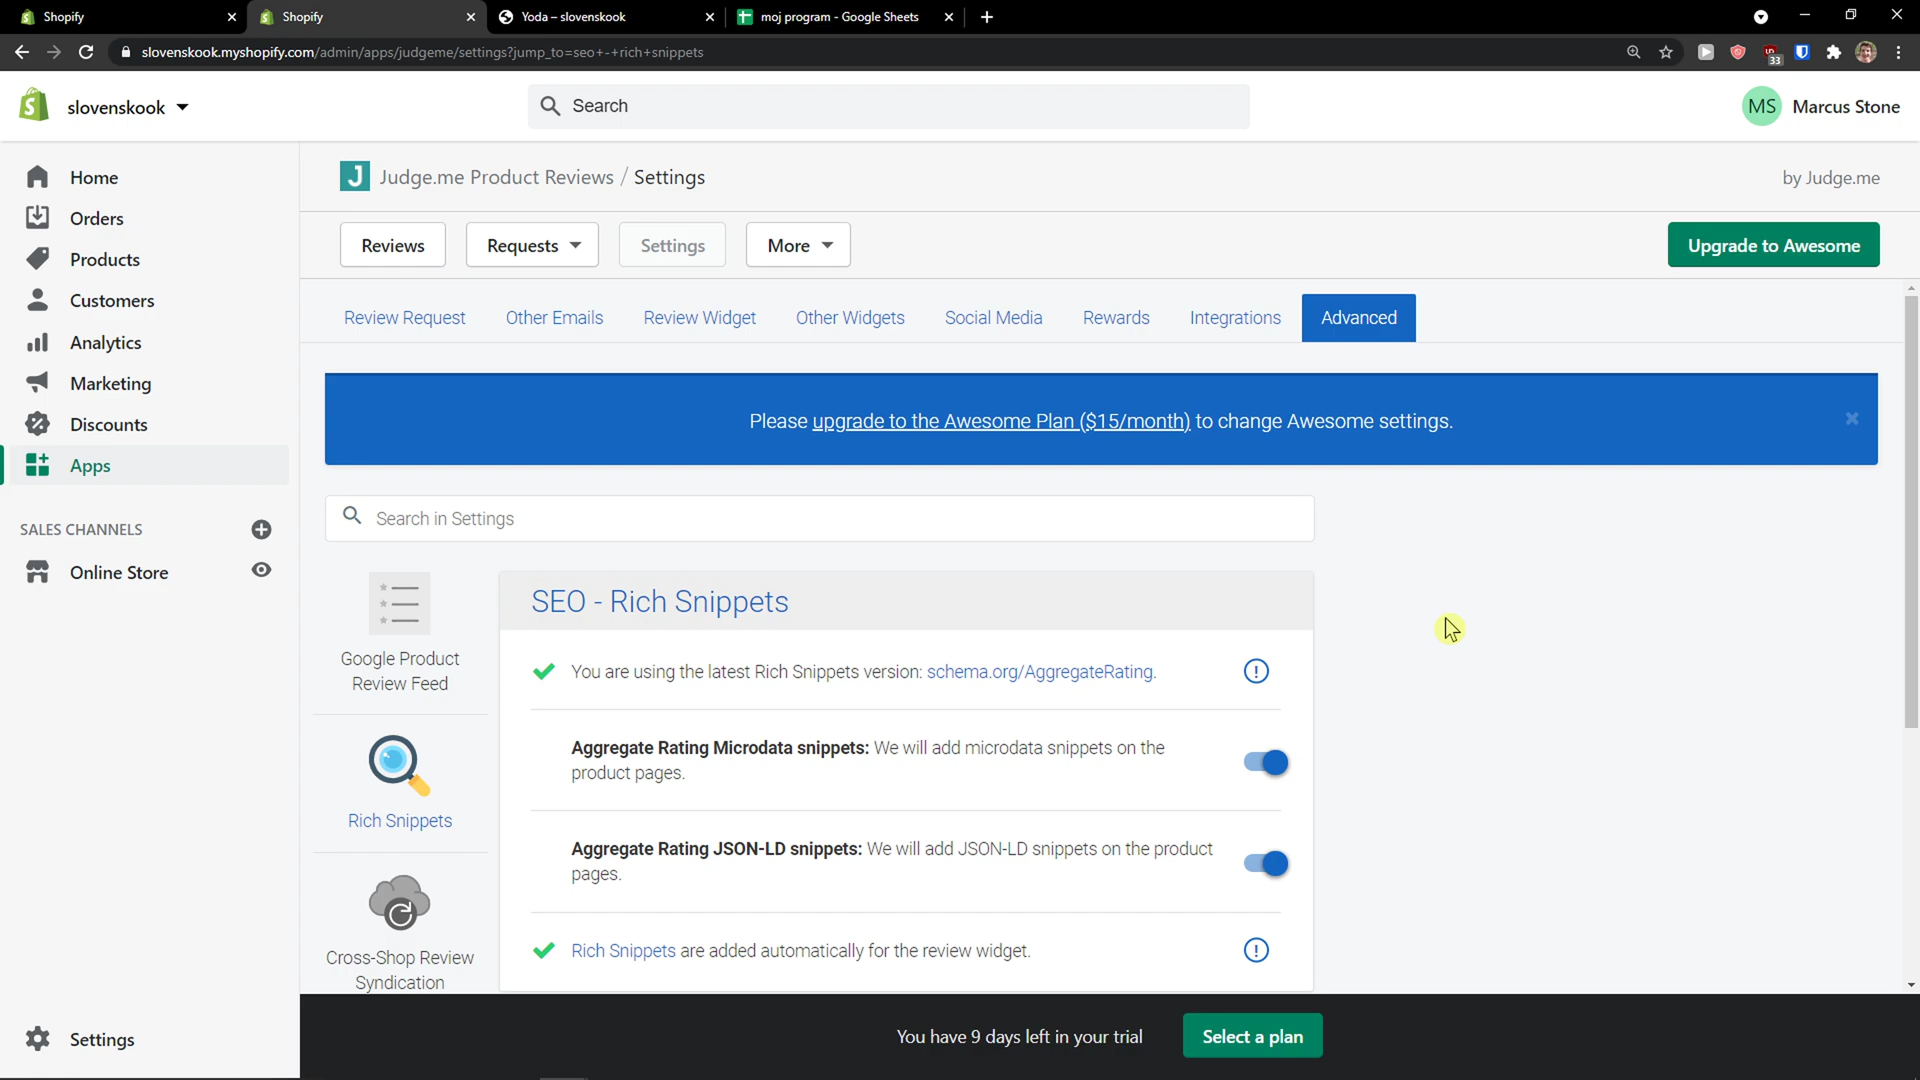 Shopify
Shopify
Yoda – slovenskook
moj program - Google Sheets
slovenskook.myshopify.com/admin/apps/judgeme/settings?jump_to=seo+-+rich+snippets
33
slovenskook
Search
MS Marcus Stone
Home
Orders
Products
Customers
Analytics
Marketing
Discounts
Apps
SALES CHANNELS
Online Store
Settings
J Judge.me Product Reviews / Settings
by Judge.me
Reviews
Requests
Settings
More
Upgrade to Awesome
Review Request
Other Emails
Review Widget
Other Widgets
Social Media
Rewards
Integrations
Advanced
Please upgrade to the Awesome Plan ($15/month) to change Awesome settings.
Search in Settings
Google Product
Review Feed
Rich Snippets
Cross-Shop Review
Syndication
SEO - Rich Snippets
You are using the latest Rich Snippets version: schema.org/AggregateRating.
Aggregate Rating Microdata snippets: We will add microdata snippets on the
product pages.
Aggregate Rating JSON-LD snippets: We will add JSON-LD snippets on the product
pages.
Rich Snippets are added automatically for the review widget.
You have 9 days left in your trial
Select a plan